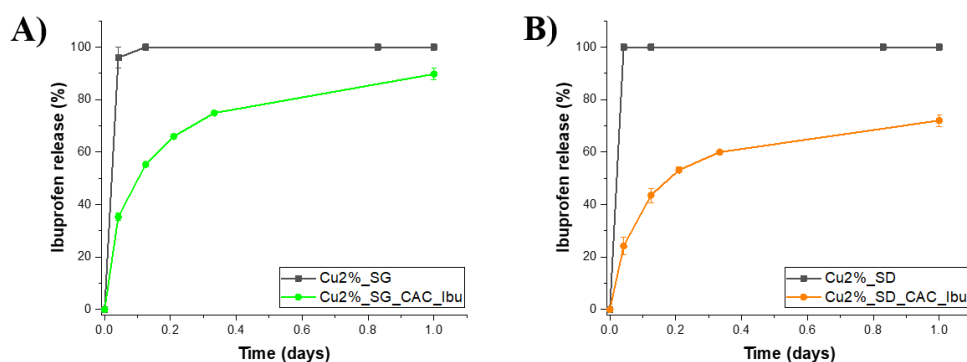 A)
Ibuprofen release (%)
100
80
60
40
20
0
Cu2%_SG
Cu2%_SG_CAC_Ibu
0.0 0.2 0.4 0.6 0.8 1.0
Time (days)
B)
Ibuprofen release (%)
100
80
60
40
20
0
Cu2%_SD
Cu2%_SD_CAC_Ibu
0.0 0.2 0.4 0.6 0.8 1.0
Time (days)